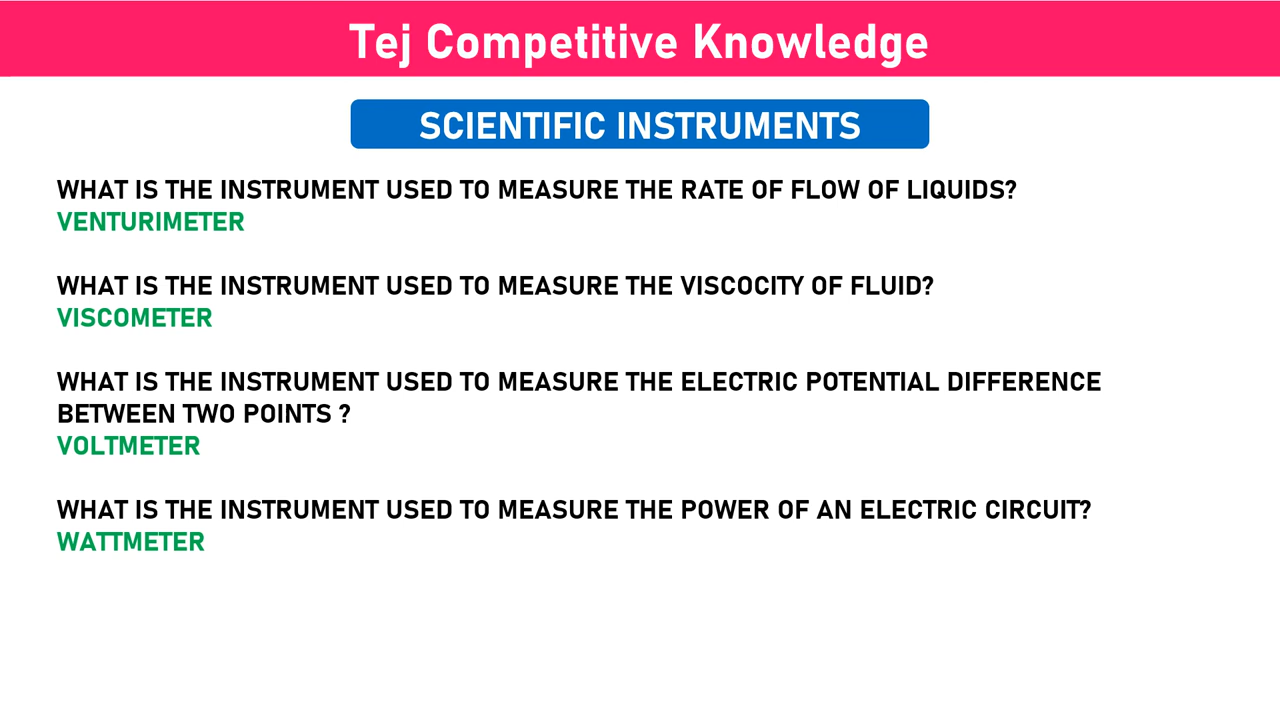 Tej Competitive Knowledge
SCIENTIFIC INSTRUMENTS
WHAT IS THE INSTRUMENT USED TO MEASURE THE RATE OF FLOW OF LIQUIDS?
VENTURIMETER
WHAT IS THE INSTRUMENT USED TO MEASURE THE VISCOCITY OF FLUID?
VISCOMETER
WHAT IS THE INSTRUMENT USED TO MEASURE THE ELECTRIC POTENTIAL DIFFERENCE
BETWEEN TWO POINTS ?
VOLTMETER
WHAT IS THE INSTRUMENT USED TO MEASURE THE POWER OF AN ELECTRIC CIRCUIT?
WATTMETER